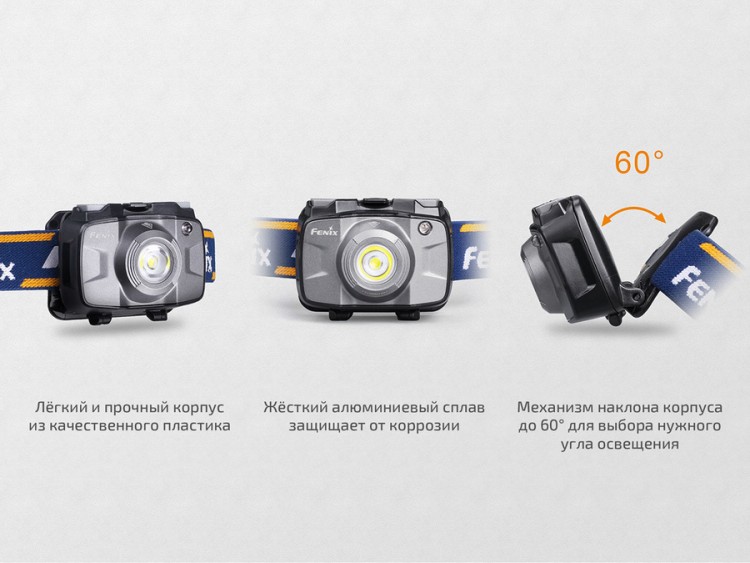 60°
FENIX
Fenix
Лёгкий и прочный корпус
из качественного пластика
Жёсткий алюминиевый сплав
защищает от коррозии
Механизм наклона корпуса
до 60° для выбора нужного
угла освещения